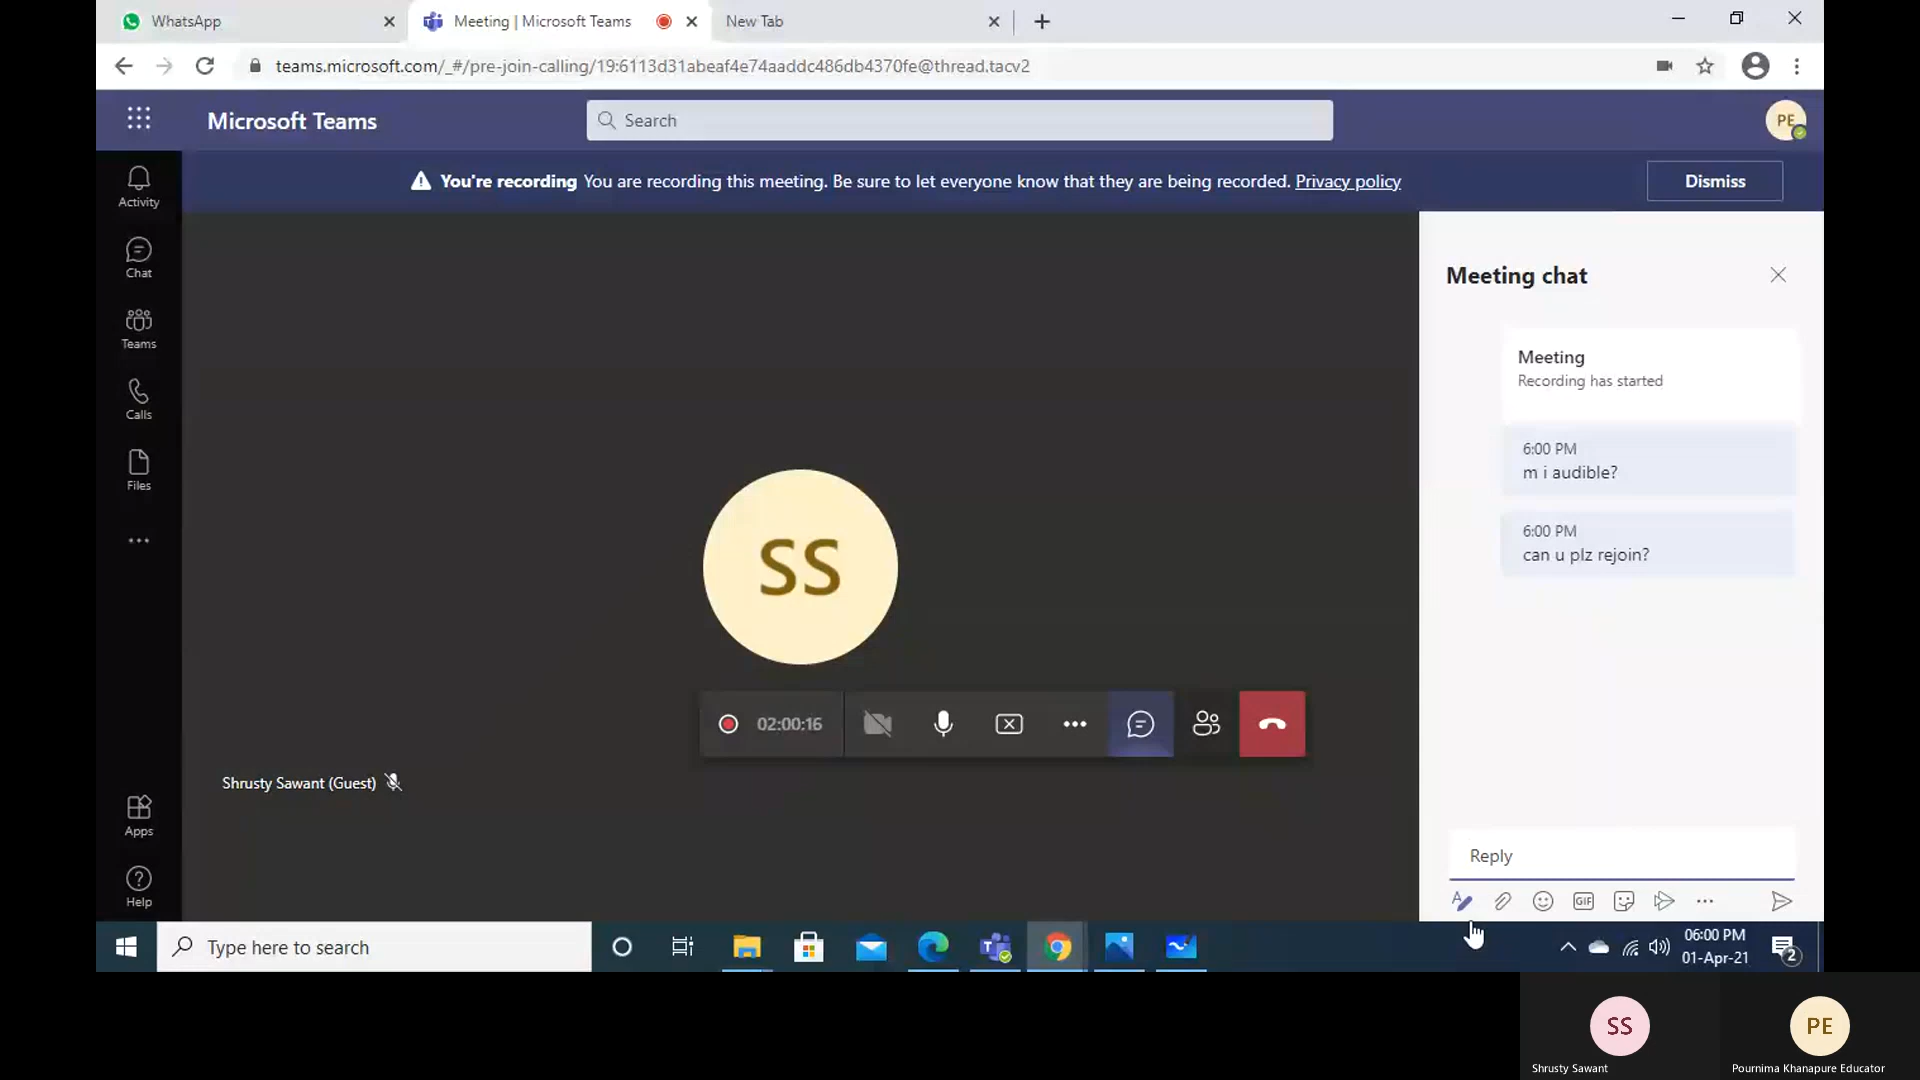 WhatsApp
Meeting | Microsoft Teams
New Tab
teams.microsoft.com/_#/pre-join-calling/19:6113d31abeaf4e74aaddc486db4370fe@thread.tacv2
Microsoft Teams
Search
PE
You're recording You are recording this meeting. Be sure to let everyone know that they are being recorded. Privacy policy
Dismiss
Activity
Chat
Teams
Calls
Files
Apps
Help
SS
02:00:16
Shrusty Sawant (Guest)
Meeting chat
Meeting
Recording has started
6:00 PM
m i audible?
6:00 PM
can u plz rejoin?
Reply
GIF
Type here to search
06:00 PM
01-Apr-21
2
SS
Shrusty Sawant
PE
Pournima Khanapure Educator